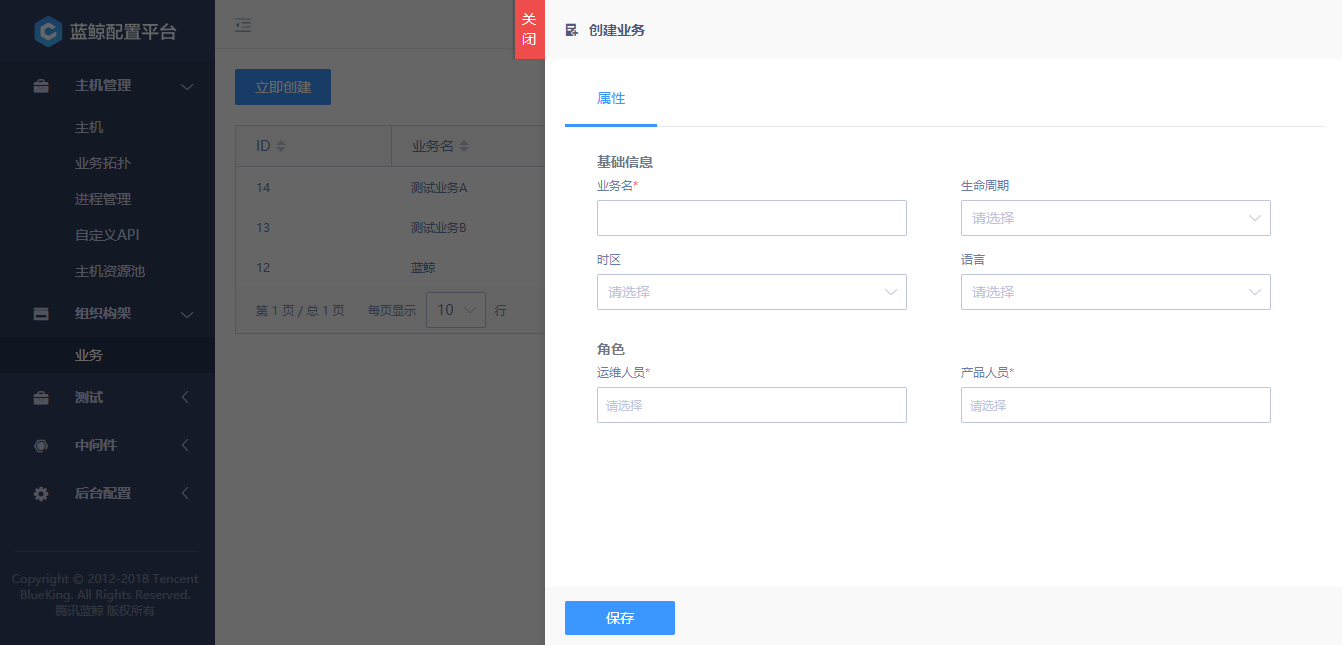 蓝鲸配置平台
主机管理
主机
业务拓扑
进程管理
自定义API
主机资源池
组织构架
业务
测试
中间件
后台配置
Copyright © 2012-2018 Tencent
BlueKing. All Rights Reserved.
腾讯蓝鲸 版权所有
立即创建
ID 业务名
14 测试业务A
13 测试业务B
12 蓝鲸
第 1 页 / 总 1 页 每页显示 10 行
关
闭
创建业务
属性
基础信息
业务名* 生命周期
请选择
时区 语言
请选择 请选择
角色
运维人员* 产品人员*
请选择 请选择
保存